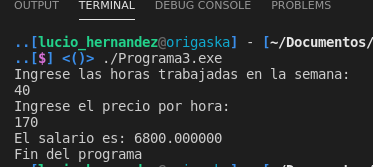 OUTPUT TERMINAL DEBUG CONSOLE PROBLEMS
..[lucio_hernandez@origaska] - [~/Documentos/
..[$] <()> ./Programa3.exe
Ingrese las horas trabajadas en la semana:
40
Ingrese el precio por hora:
170
El salario es: 6800.000000
Fin del programa